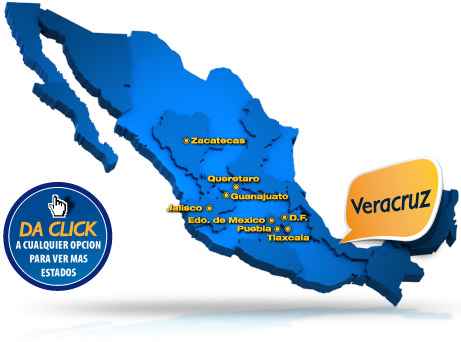 Zacatecas
Veracruz
Queretaro
Guanajuato
Jalisco
D.F.
Edo. de Mexico
Puebla
Tlaxcala
DA CLICK
A CUALQUIER OPCION
PARA VER MAS
ESTADOS